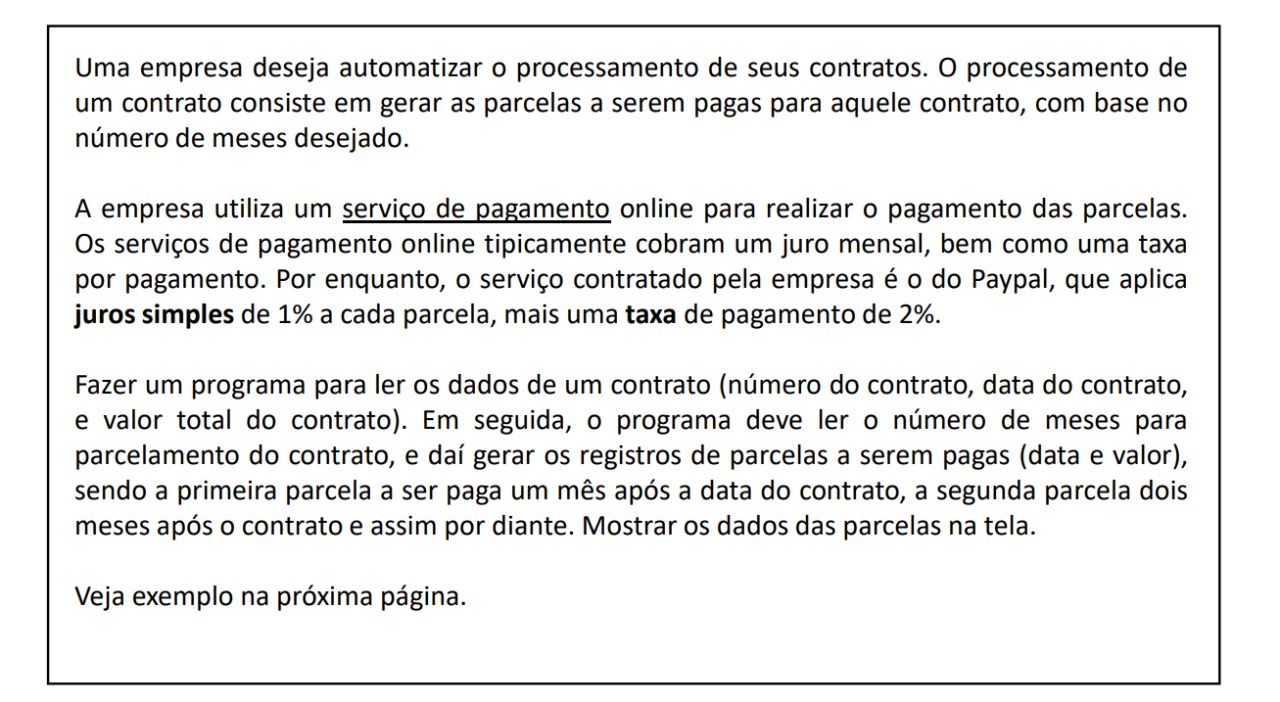 Uma empresa deseja automatizar o processamento de seus contratos. O processamento de
um contrato consiste em gerar as parcelas a serem pagas para aquele contrato, com base no
número de meses desejado.
A empresa utiliza um serviço de pagamento online para realizar o pagamento das parcelas.
Os serviços de pagamento online tipicamente cobram um juro mensal, bem como uma taxa
por pagamento. Por enquanto, o serviço contratado pela empresa é o do Paypal, que aplica
juros simples de 1% a cada parcela, mais uma taxa de pagamento de 2%.
Fazer um programa para ler os dados de um contrato (número do contrato, data do contrato,
e valor total do contrato). Em seguida, o programa deve ler o número de meses para
parcelamento do contrato, e daí gerar os registros de parcelas a serem pagas (data e valor),
sendo a primeira parcela a ser paga um mês após a data do contrato, a segunda parcela dois
meses após o contrato e assim por diante. Mostrar os dados das parcelas na tela.
Veja exemplo na próxima página.